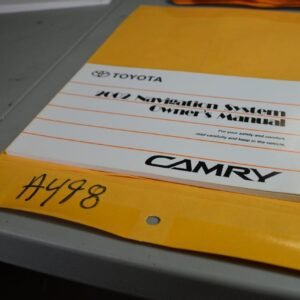 TOYOTA
2002 Navigation System
Owner's Manual
For your safety and comfort,
read carefully and keep in the vehicle.
CAMRY
A498